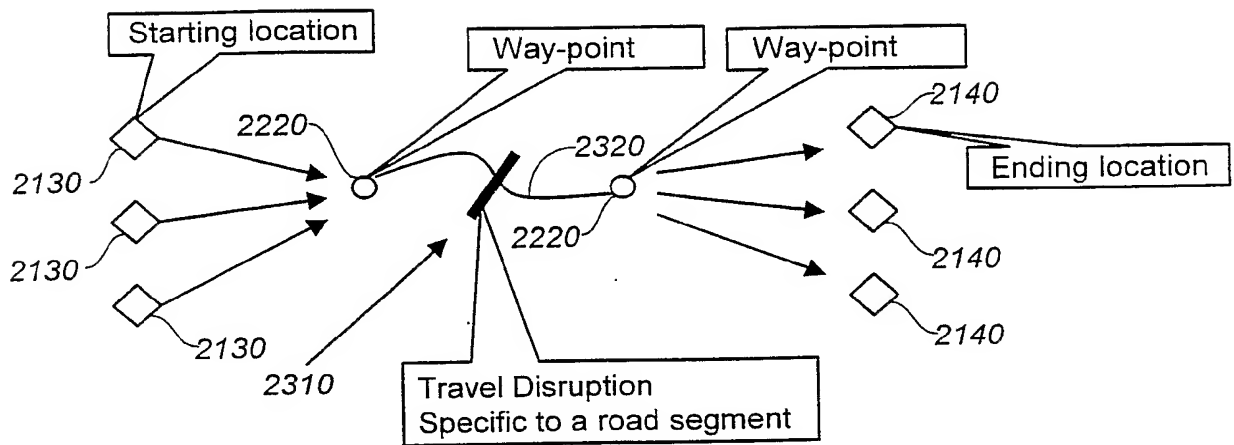 Starting location
Way-point
Way-point
2140
2220
2320
2130
Ending location
2220
2130
2140
2140
2130
2310
Travel Disruption
Specific to a road segment